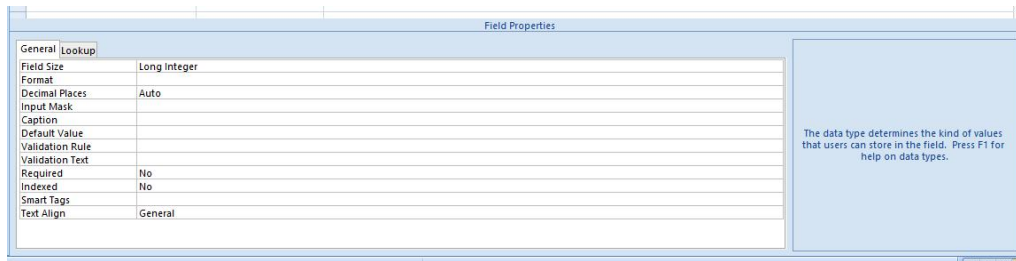 Field Properties
General Lookup
Field Size Long Integer
Format
Decimal Places Auto
Input Mask
Caption
Default Value
Validation Rule
Validation Text
Required No
Indexed No
Smart Tags
Text Align General
The data type determines the kind of values
that users can store in the field. Press F1 for
help on data types.